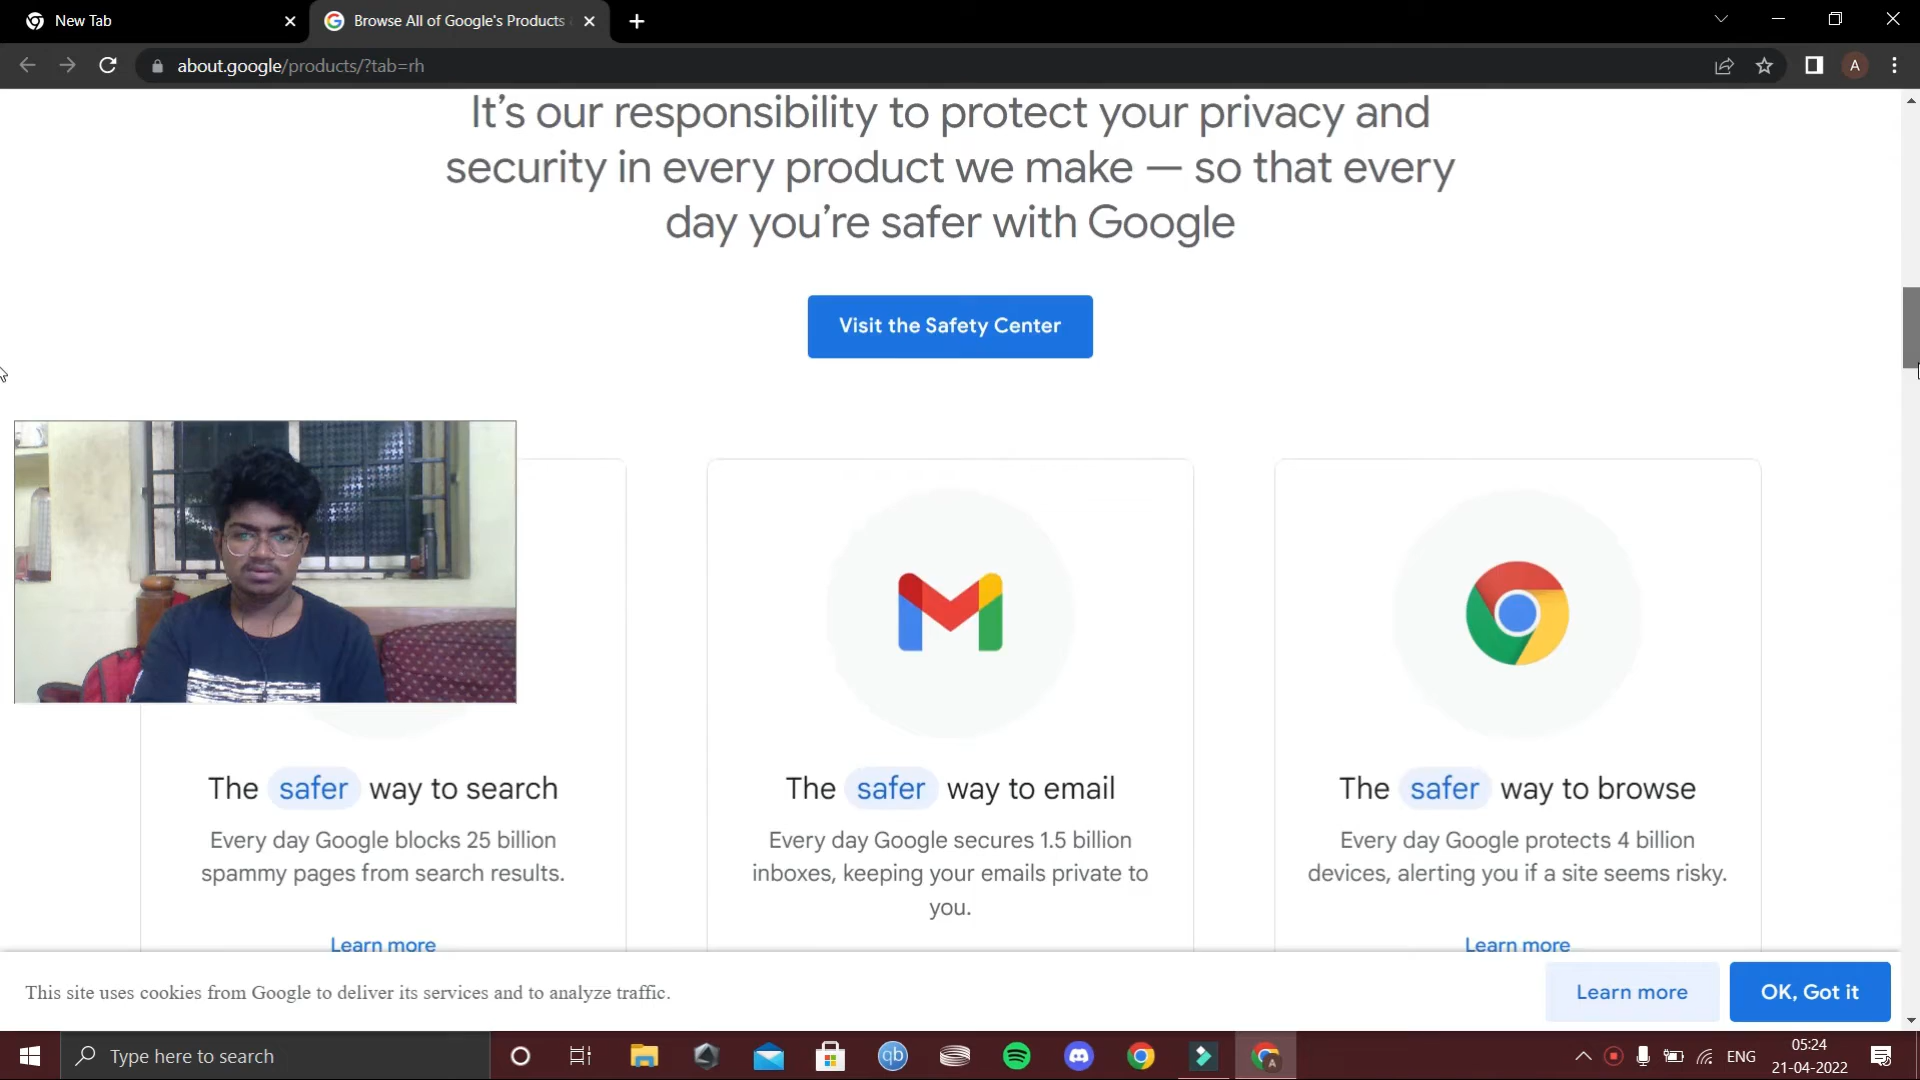 New Tab
Browse All of Google's Products
about.google/products/?tab=rh
A
It's our responsibility to protect your privacy and
security in every product we make — so that every
day you're safer with Google
Visit the Safety Center
The safer way to search
Every day Google blocks 25 billion
spammy pages from search results.
Learn more
The safer way to email
Every day Google secures 1.5 billion
inboxes, keeping your emails private to
you.
The safer way to browse
Every day Google protects 4 billion
devices, alerting you if a site seems risky.
Learn more
This site uses cookies from Google to deliver its services and to analyze traffic.
Learn more
OK, Got it
Type here to search
qb
A
ENG
05:24
21-04-2022